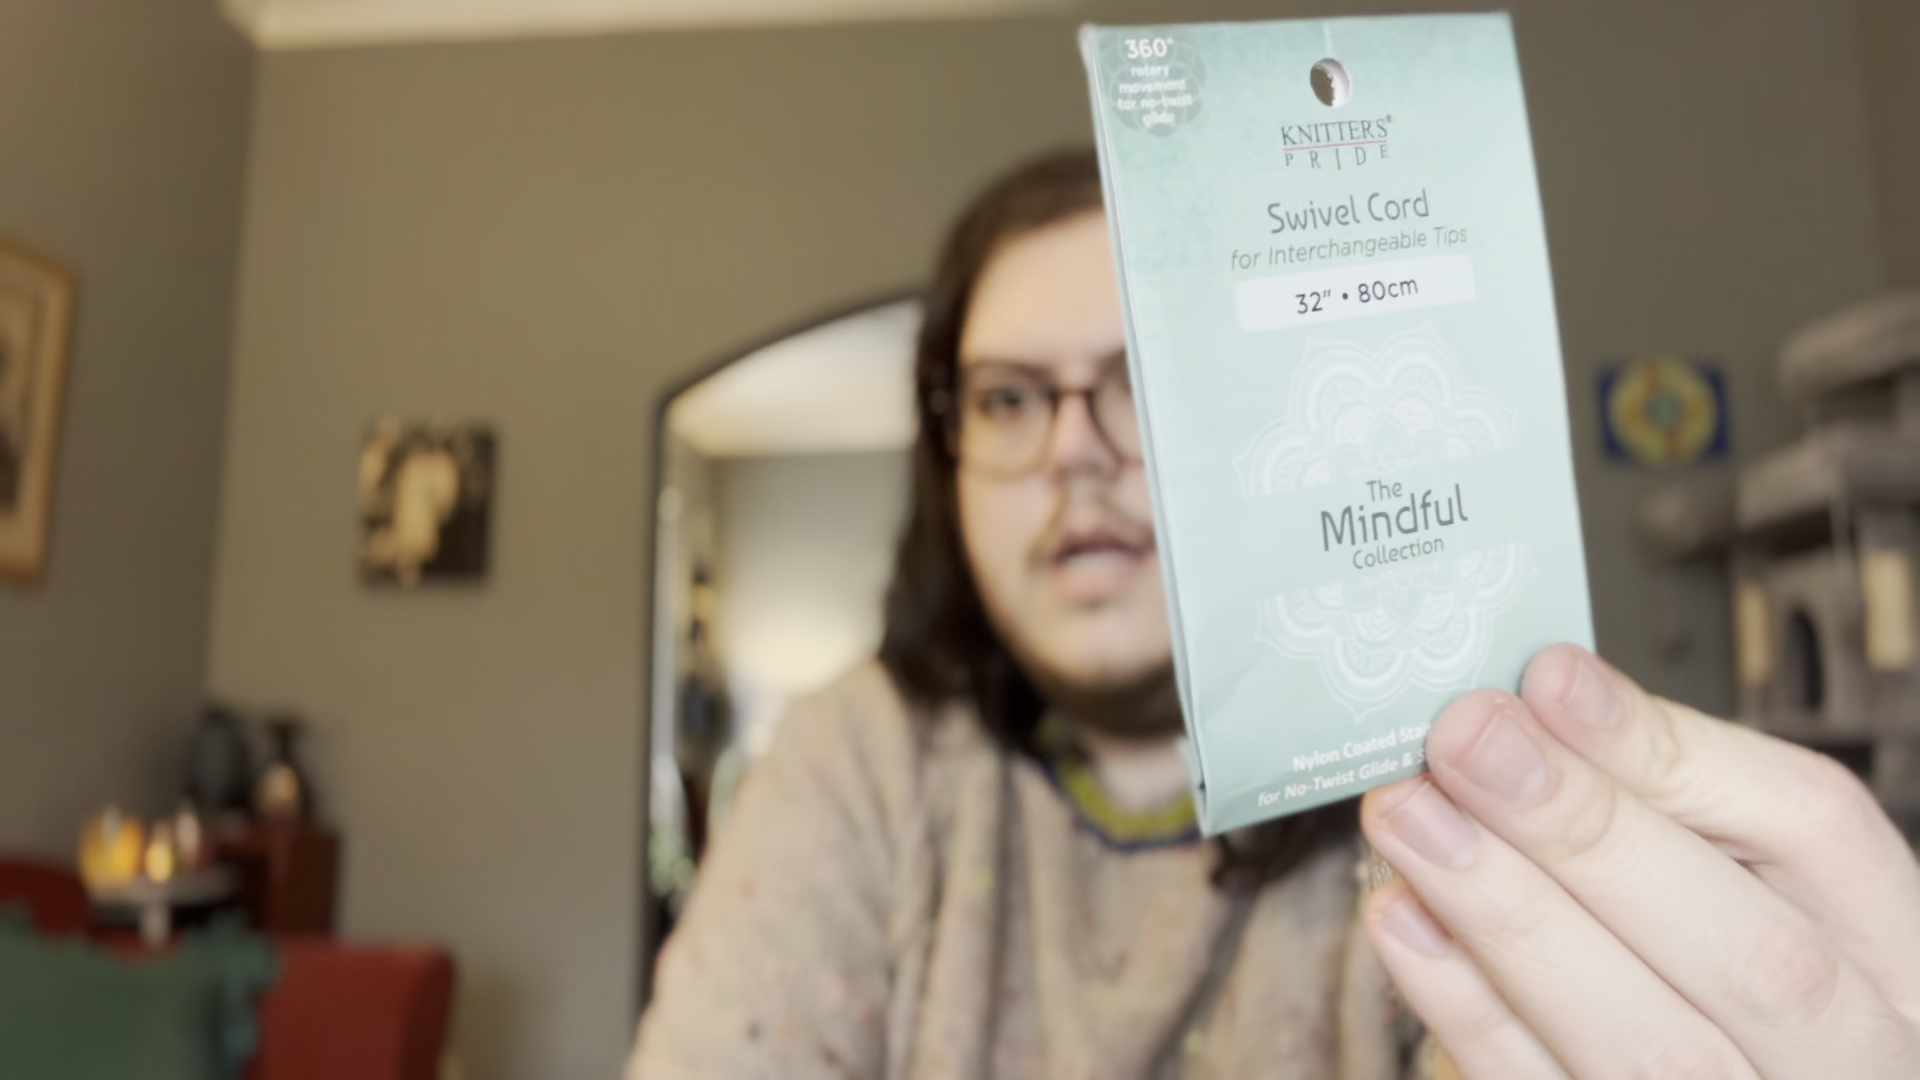 360°
rotary
movement
for no-twist
glide
KNITTERS®
PRIDE
Swivel Cord
for Interchangeable Tips
32" • 80cm
The
Mindful
Collection
Nylon Coated
for No-Twist Glide &